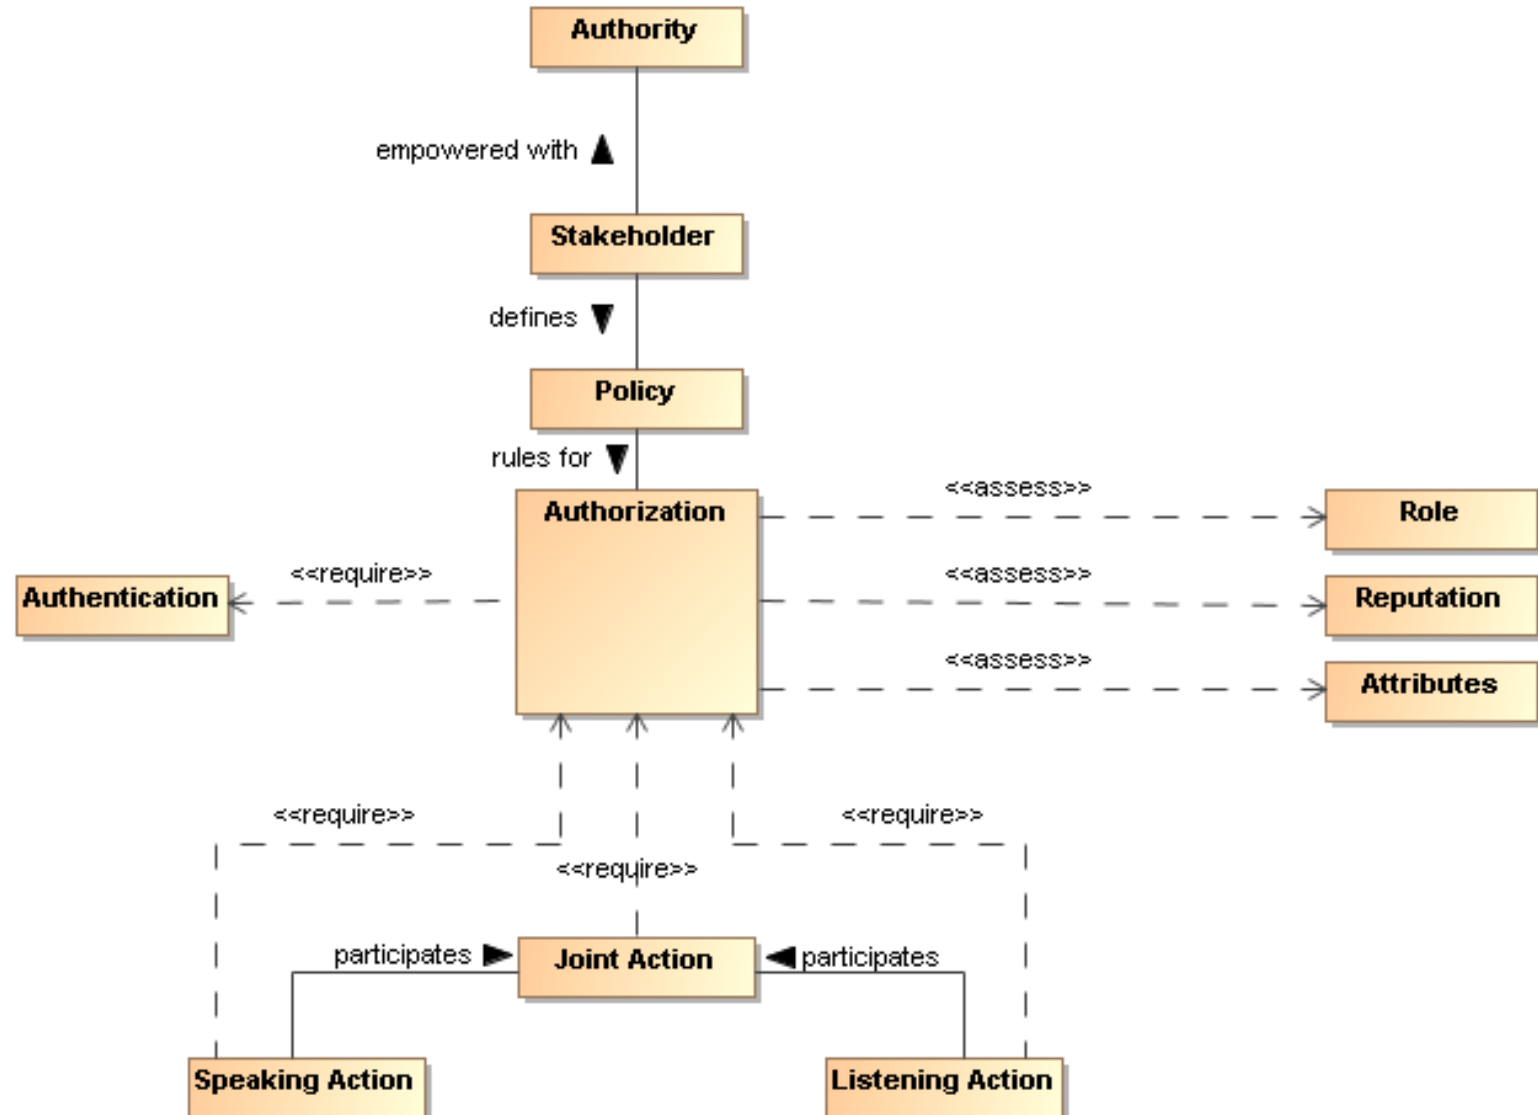 Authority
empowered with
Stakeholder
defines
Policy
rules for
Authorization
<<assess>>
Role
<<require>>
Authentication
<<assess>>
Reputation
<<assess>>
Attributes
<<require>>
<<require>>
<<require>>
participates
Joint Action
participates
Speaking Action
Listening Action